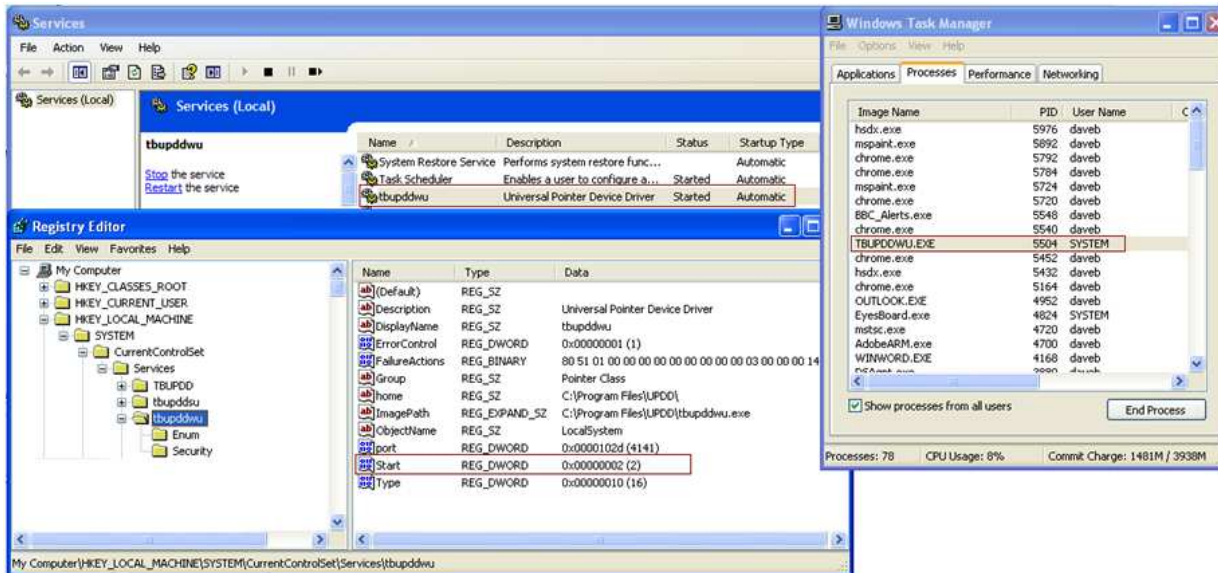 Services
File Action View Help
Services (Local)
Services (Local)
tbupddwu
Stop the service
Restart the service
Name Description Status Startup Type
System Restore Service Performs system restore func... Automatic
Task Scheduler Enables a user to configure a... Started Automatic
tbupddwu Universal Pointer Device Driver Started Automatic
Registry Editor
File Edit View Favorites Help
My Computer
HKEY_CLASSES_ROOT
HKEY_CURRENT_USER
HKEY_LOCAL_MACHINE
SYSTEM
CurrentControlSet
Services
TBUPDD
tbupddsu
tbupddwu
Enum
Security
Name Type Data
(Default) REG_SZ
Description REG_SZ Universal Pointer Device Driver
DisplayName REG_SZ tbupddwu
ErrorControl REG_DWORD 0x00000001 (1)
FailureActions REG_BINARY 80 51 01 00 00 00 00 00 00 00 00 00 03 00 00 00 14
Group REG_SZ Pointer Class
home REG_SZ C:\Program Files\UPDD\
ImagePath REG_EXPAND_SZ C:\Program Files\UPDD\tbupddwu.exe
ObjectName REG_SZ LocalSystem
port REG_DWORD 0x0000102d (4141)
Start REG_DWORD 0x00000002 (2)
Type REG_DWORD 0x00000010 (16)
My Computer\HKEY_LOCAL_MACHINE\SYSTEM\CurrentControlSet\Services\tbupddwu
Windows Task Manager
File Options View Help
Applications Processes Performance Networking
Image Name PID User Name C
hsdx.exe 5976 daveb
mspaint.exe 5892 daveb
chrome.exe 5792 daveb
chrome.exe 5784 daveb
mspaint.exe 5724 daveb
chrome.exe 5720 daveb
BBC_Alerts.exe 5548 daveb
chrome.exe 5540 daveb
TBUPDDWU.EXE 5504 SYSTEM
chrome.exe 5452 daveb
hsdx.exe 5432 daveb
chrome.exe 5164 daveb
OUTLOOK.EXE 4952 daveb
EyesBoard.exe 4824 SYSTEM
mstsc.exe 4720 daveb
AdobeARM.exe 4700 daveb
WINWORD.EXE 4168 daveb
Show processes from all users
End Process
Processes: 78 CPU Usage: 8% Commit Charge: 1481M / 3938M